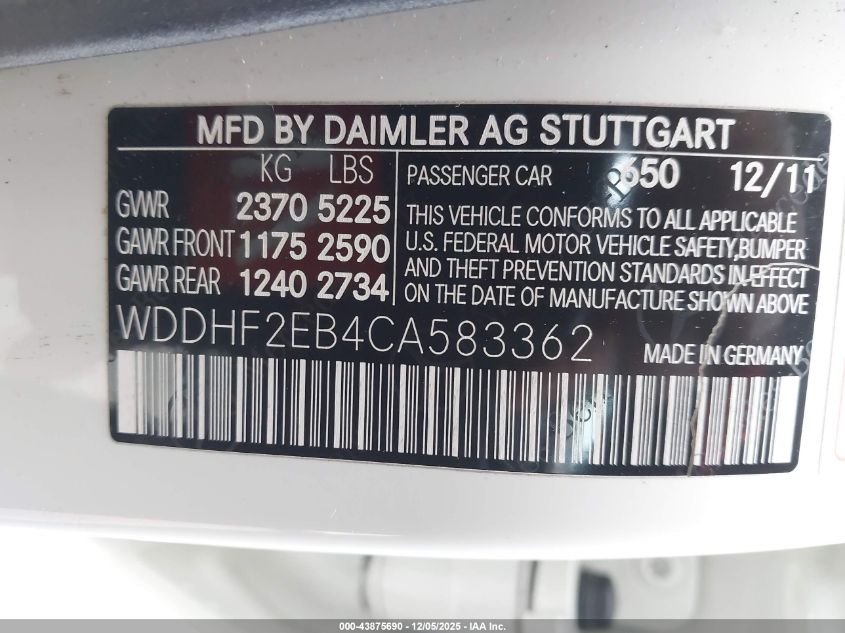 MFD BY DAIMLER AG STUTTGART
KG LBS
GVWR 2370 5225
GAWR FRONT 1175 2590
GAWR REAR 1240 2734
PASSENGER CAR 650 12/11
THIS VEHICLE CONFORMS TO ALL APPLICABLE
U.S. FEDERAL MOTOR VEHICLE SAFETY, BUMPER
AND THEFT PREVENTION STANDARDS IN EFFECT
ON THE DATE OF MANUFACTURE SHOWN ABOVE
WDDHF2EB4CA583362
MADE IN GERMANY
000-43875690 - 12/05/2025 - IAA Inc.